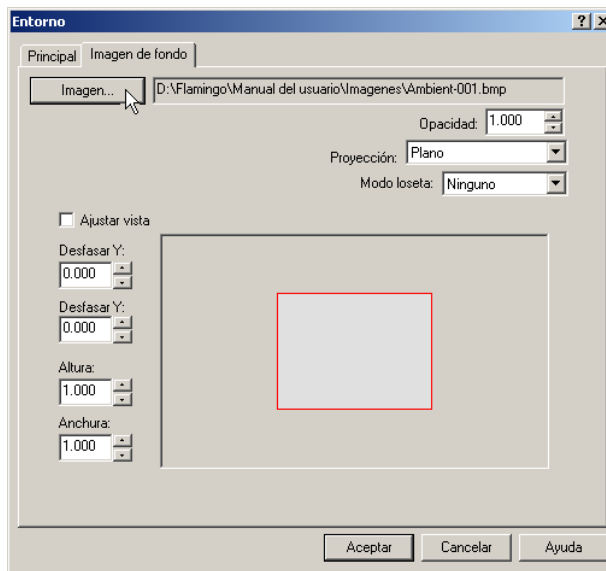 Entorno
Principal
Imagen de fondo
Imagen...
D:\Flamingo\Manual del usuario\Imagenes\Ambient-001.bmp
Opacidad: 1.000
Proyección: Plano
Modo loseta: Ninguno
Ajustar vista
Desfasar Y:
0.000
Desfasar Y:
0.000
Altura:
1.000
Anchura:
1.000
Aceptar
Cancelar
Ayuda